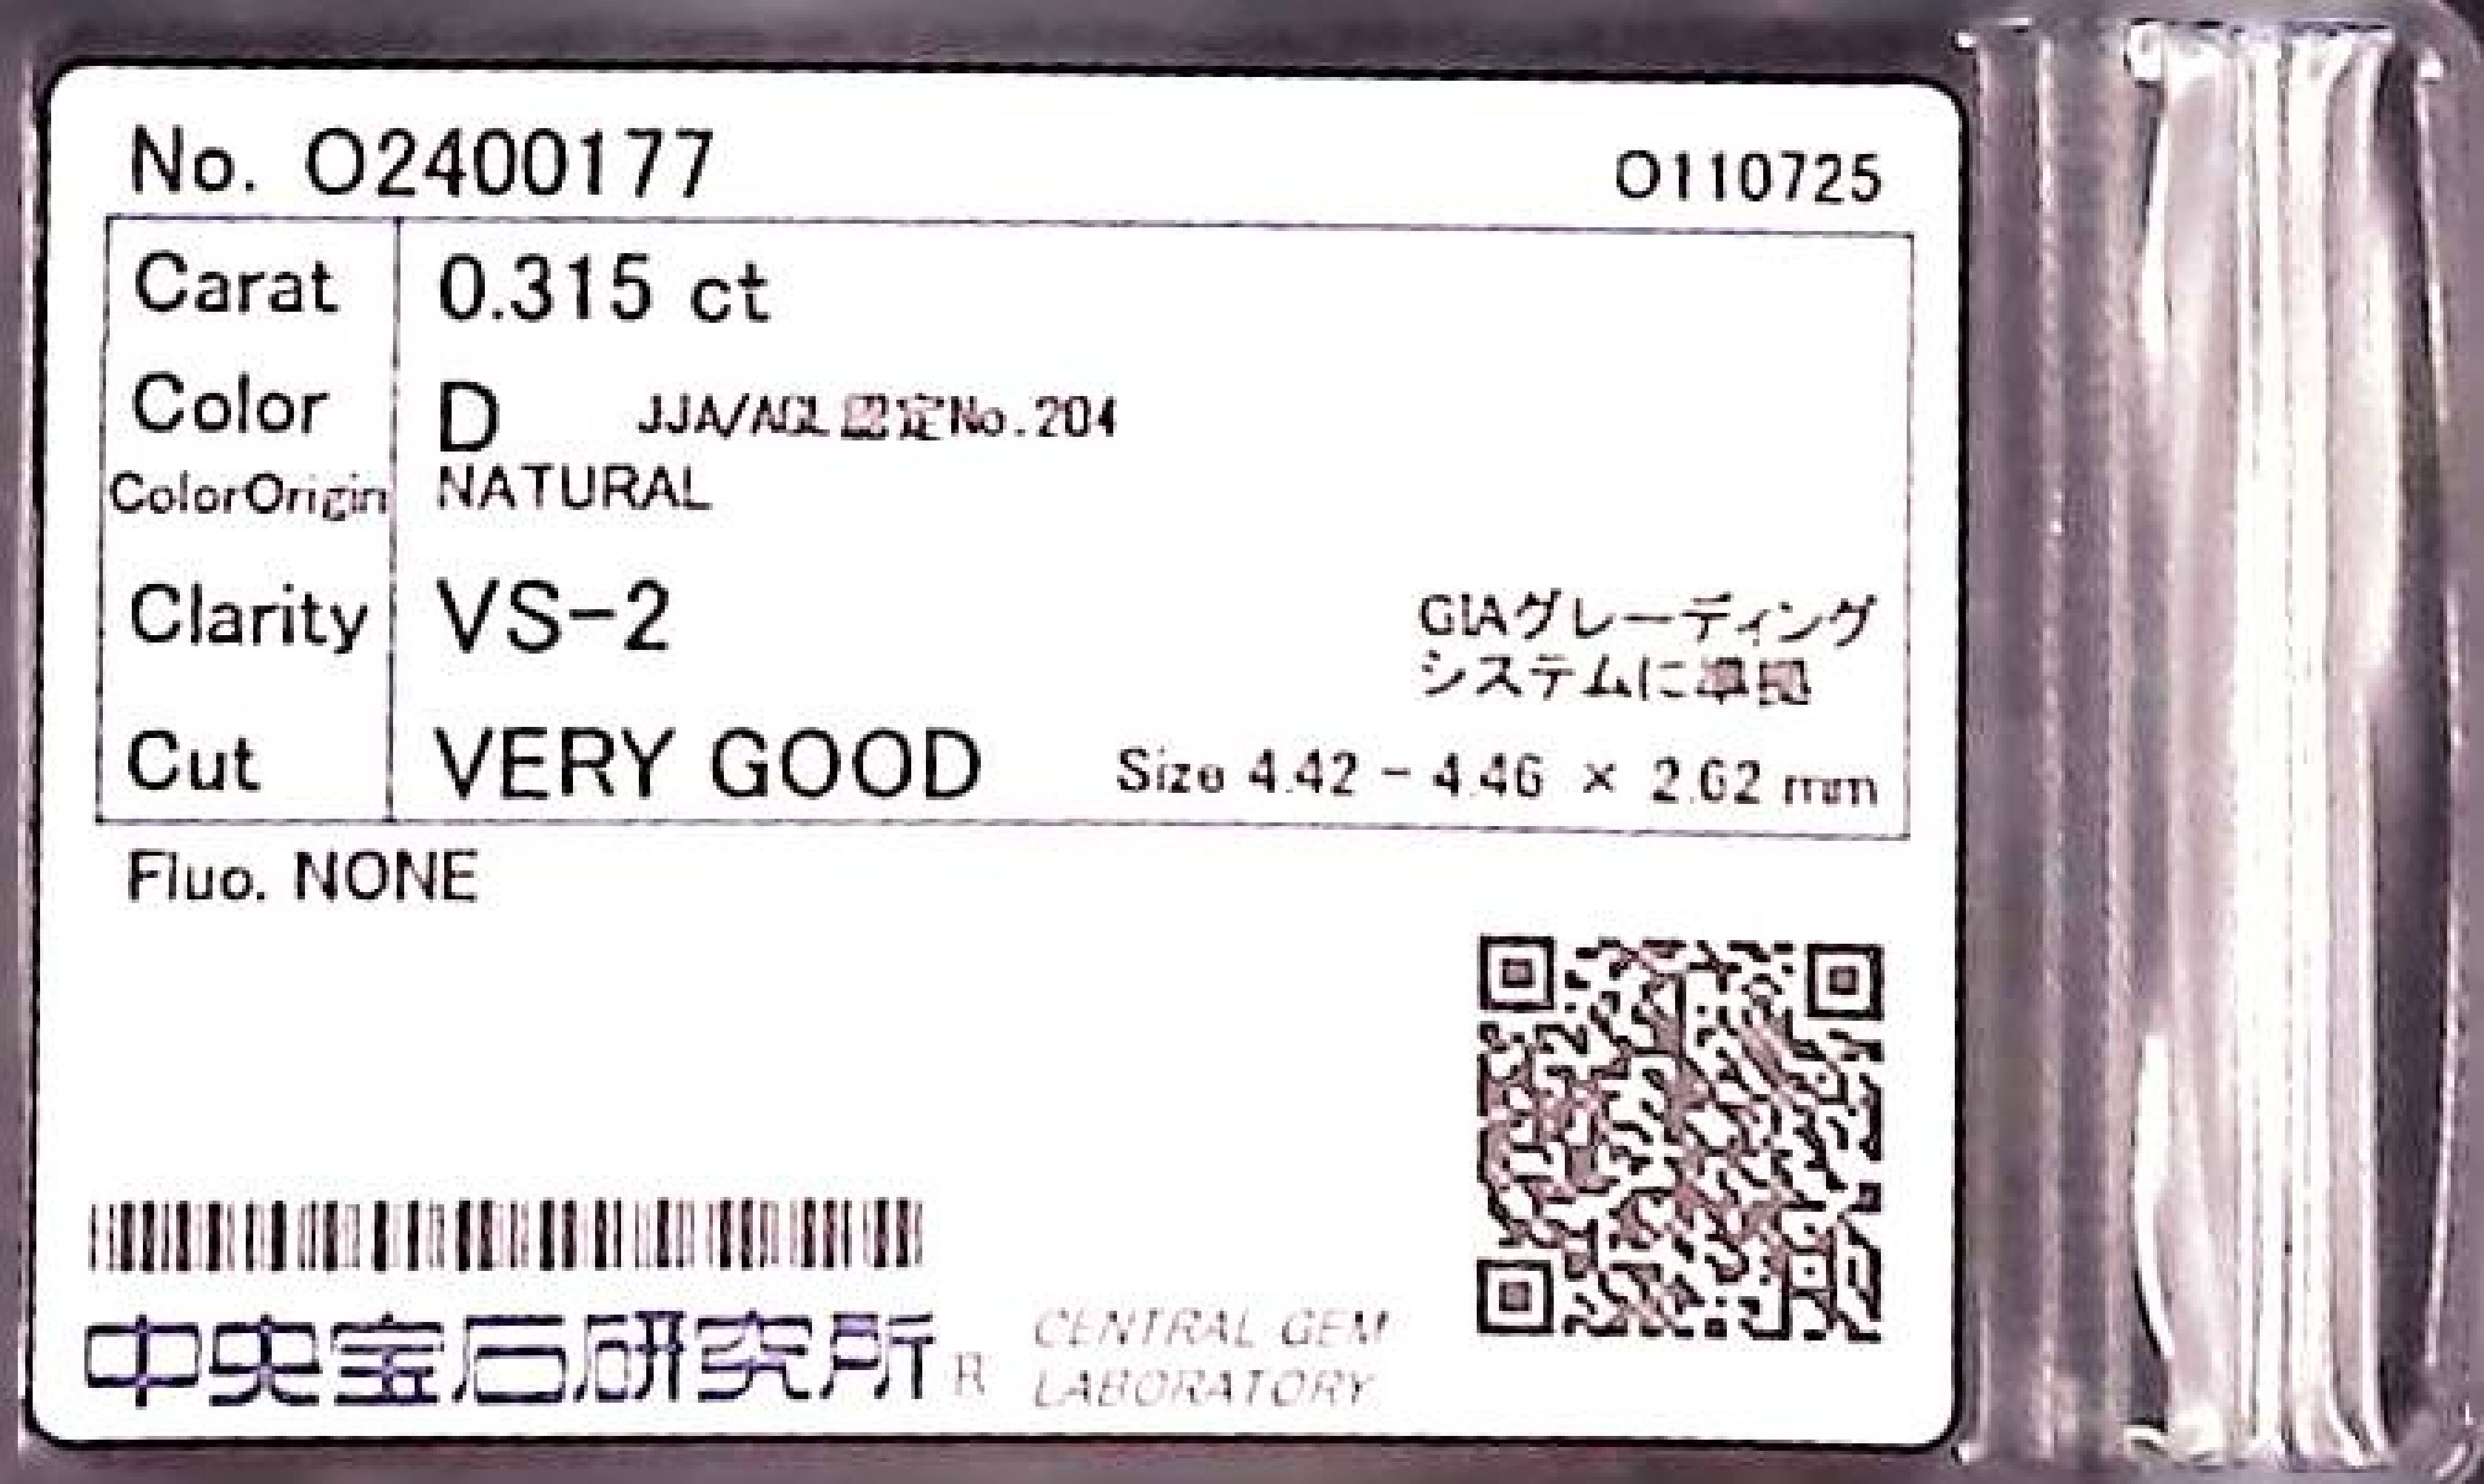 No. O2400177 O110725
Carat 0.315 ct
Color D JJA/AGL認定No.204
ColorOrigin NATURAL
Clarity VS-2
GIAグレーディング
システムに準拠
Cut VERY GOOD Size 4.42 - 4.46 × 2.62 mm
Fluo. NONE
中央宝石研究所 R CENTRAL GEM
LABORATORY